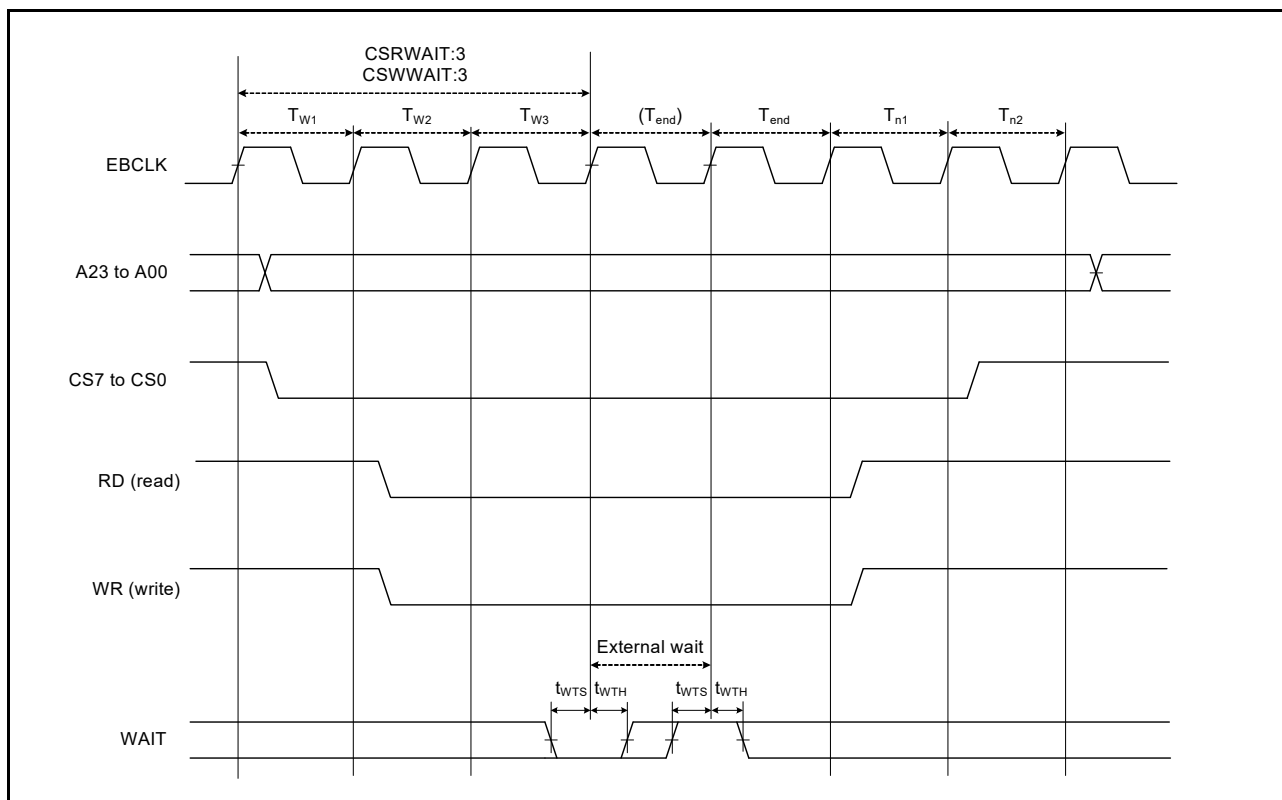 CSRWAIT:3
CSWWAIT:3
TW1 TW2 TW3 (Tend) Tend Tn1 Tn2
EBCLK
A23 to A00
CS7 to CS0
RD (read)
WR (write)
External wait
tWTS tWTH tWTS tWTH
WAIT